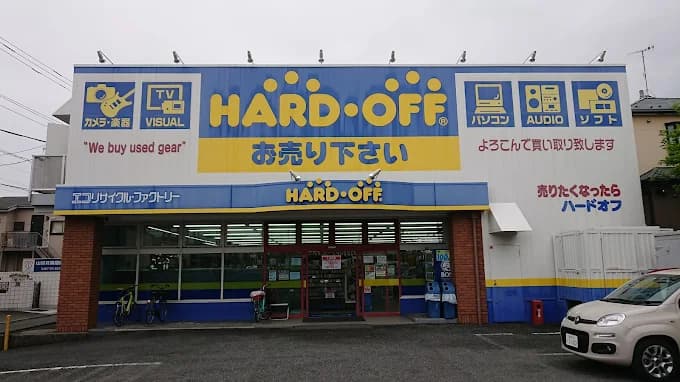 カメラ・楽器
TV
VISUAL
HARD・OFF®
パソコン
AUDIO
ソフト
"We buy used gear"
お売り下さい
よろこんで買い取り致します
エコリサイクル・ファクトリー
HARD・OFF
売りたくなったら
ハードオフ
100